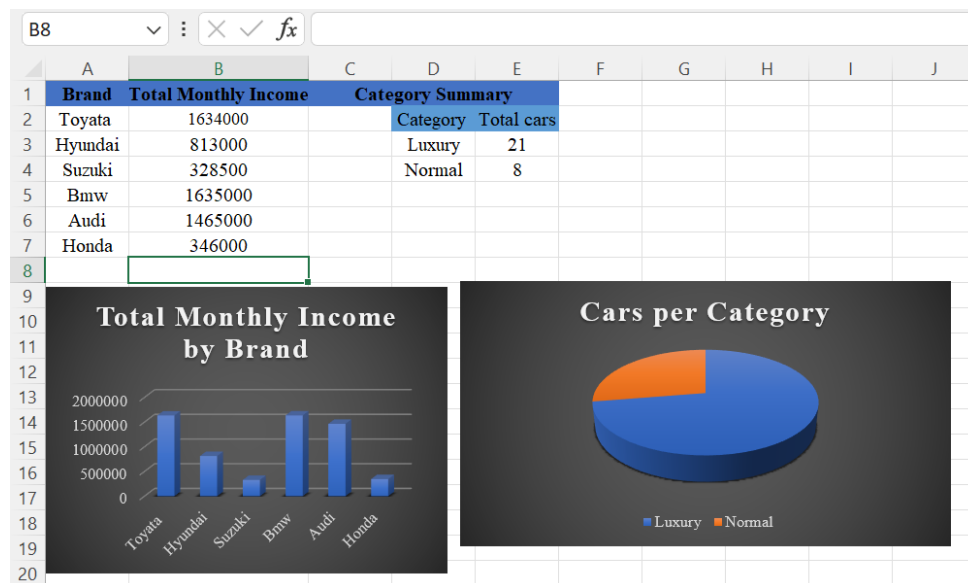 B8 fx
A B C D E F G H I J
1 Brand Total Monthly Income Category Summary
2 Toyata 1634000 Category Total cars
3 Hyundai 813000 Luxury 21
4 Suzuki 328500 Normal 8
5 Bmw 1635000
6 Audi 1465000
7 Honda 346000
8
9
10
11
12
13
14
15
16
17
18
19
20
Total Monthly Income
by Brand
2000000
1500000
1000000
500000
0
Toyata Hyundai Suzuki Bmw Audi Honda
Cars per Category
Luxury Normal